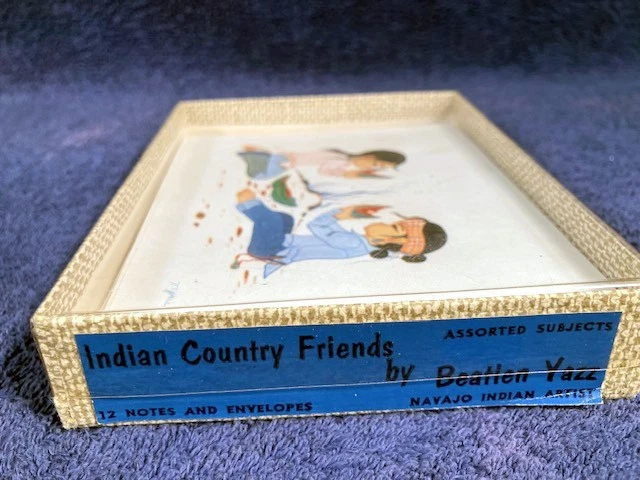 ASSORTED SUBJECTS
Indian Country Friends
by Beatien Yazz
12 NOTES AND ENVELOPES
NAVAJO INDIAN ARTIST